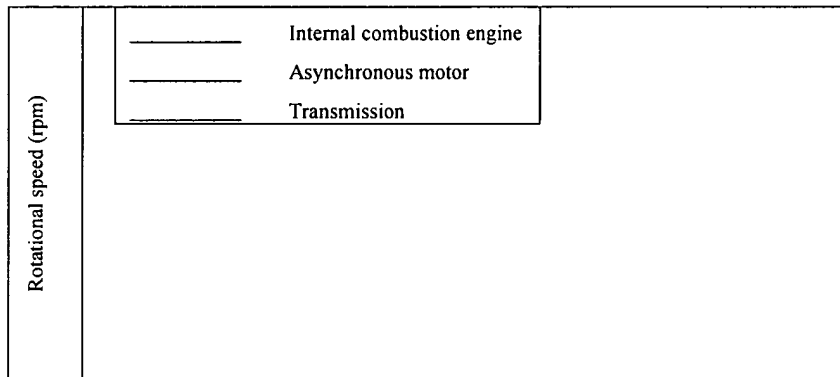 Internal combustion engine
Asynchronous motor
Transmission
Rotational speed (rpm)